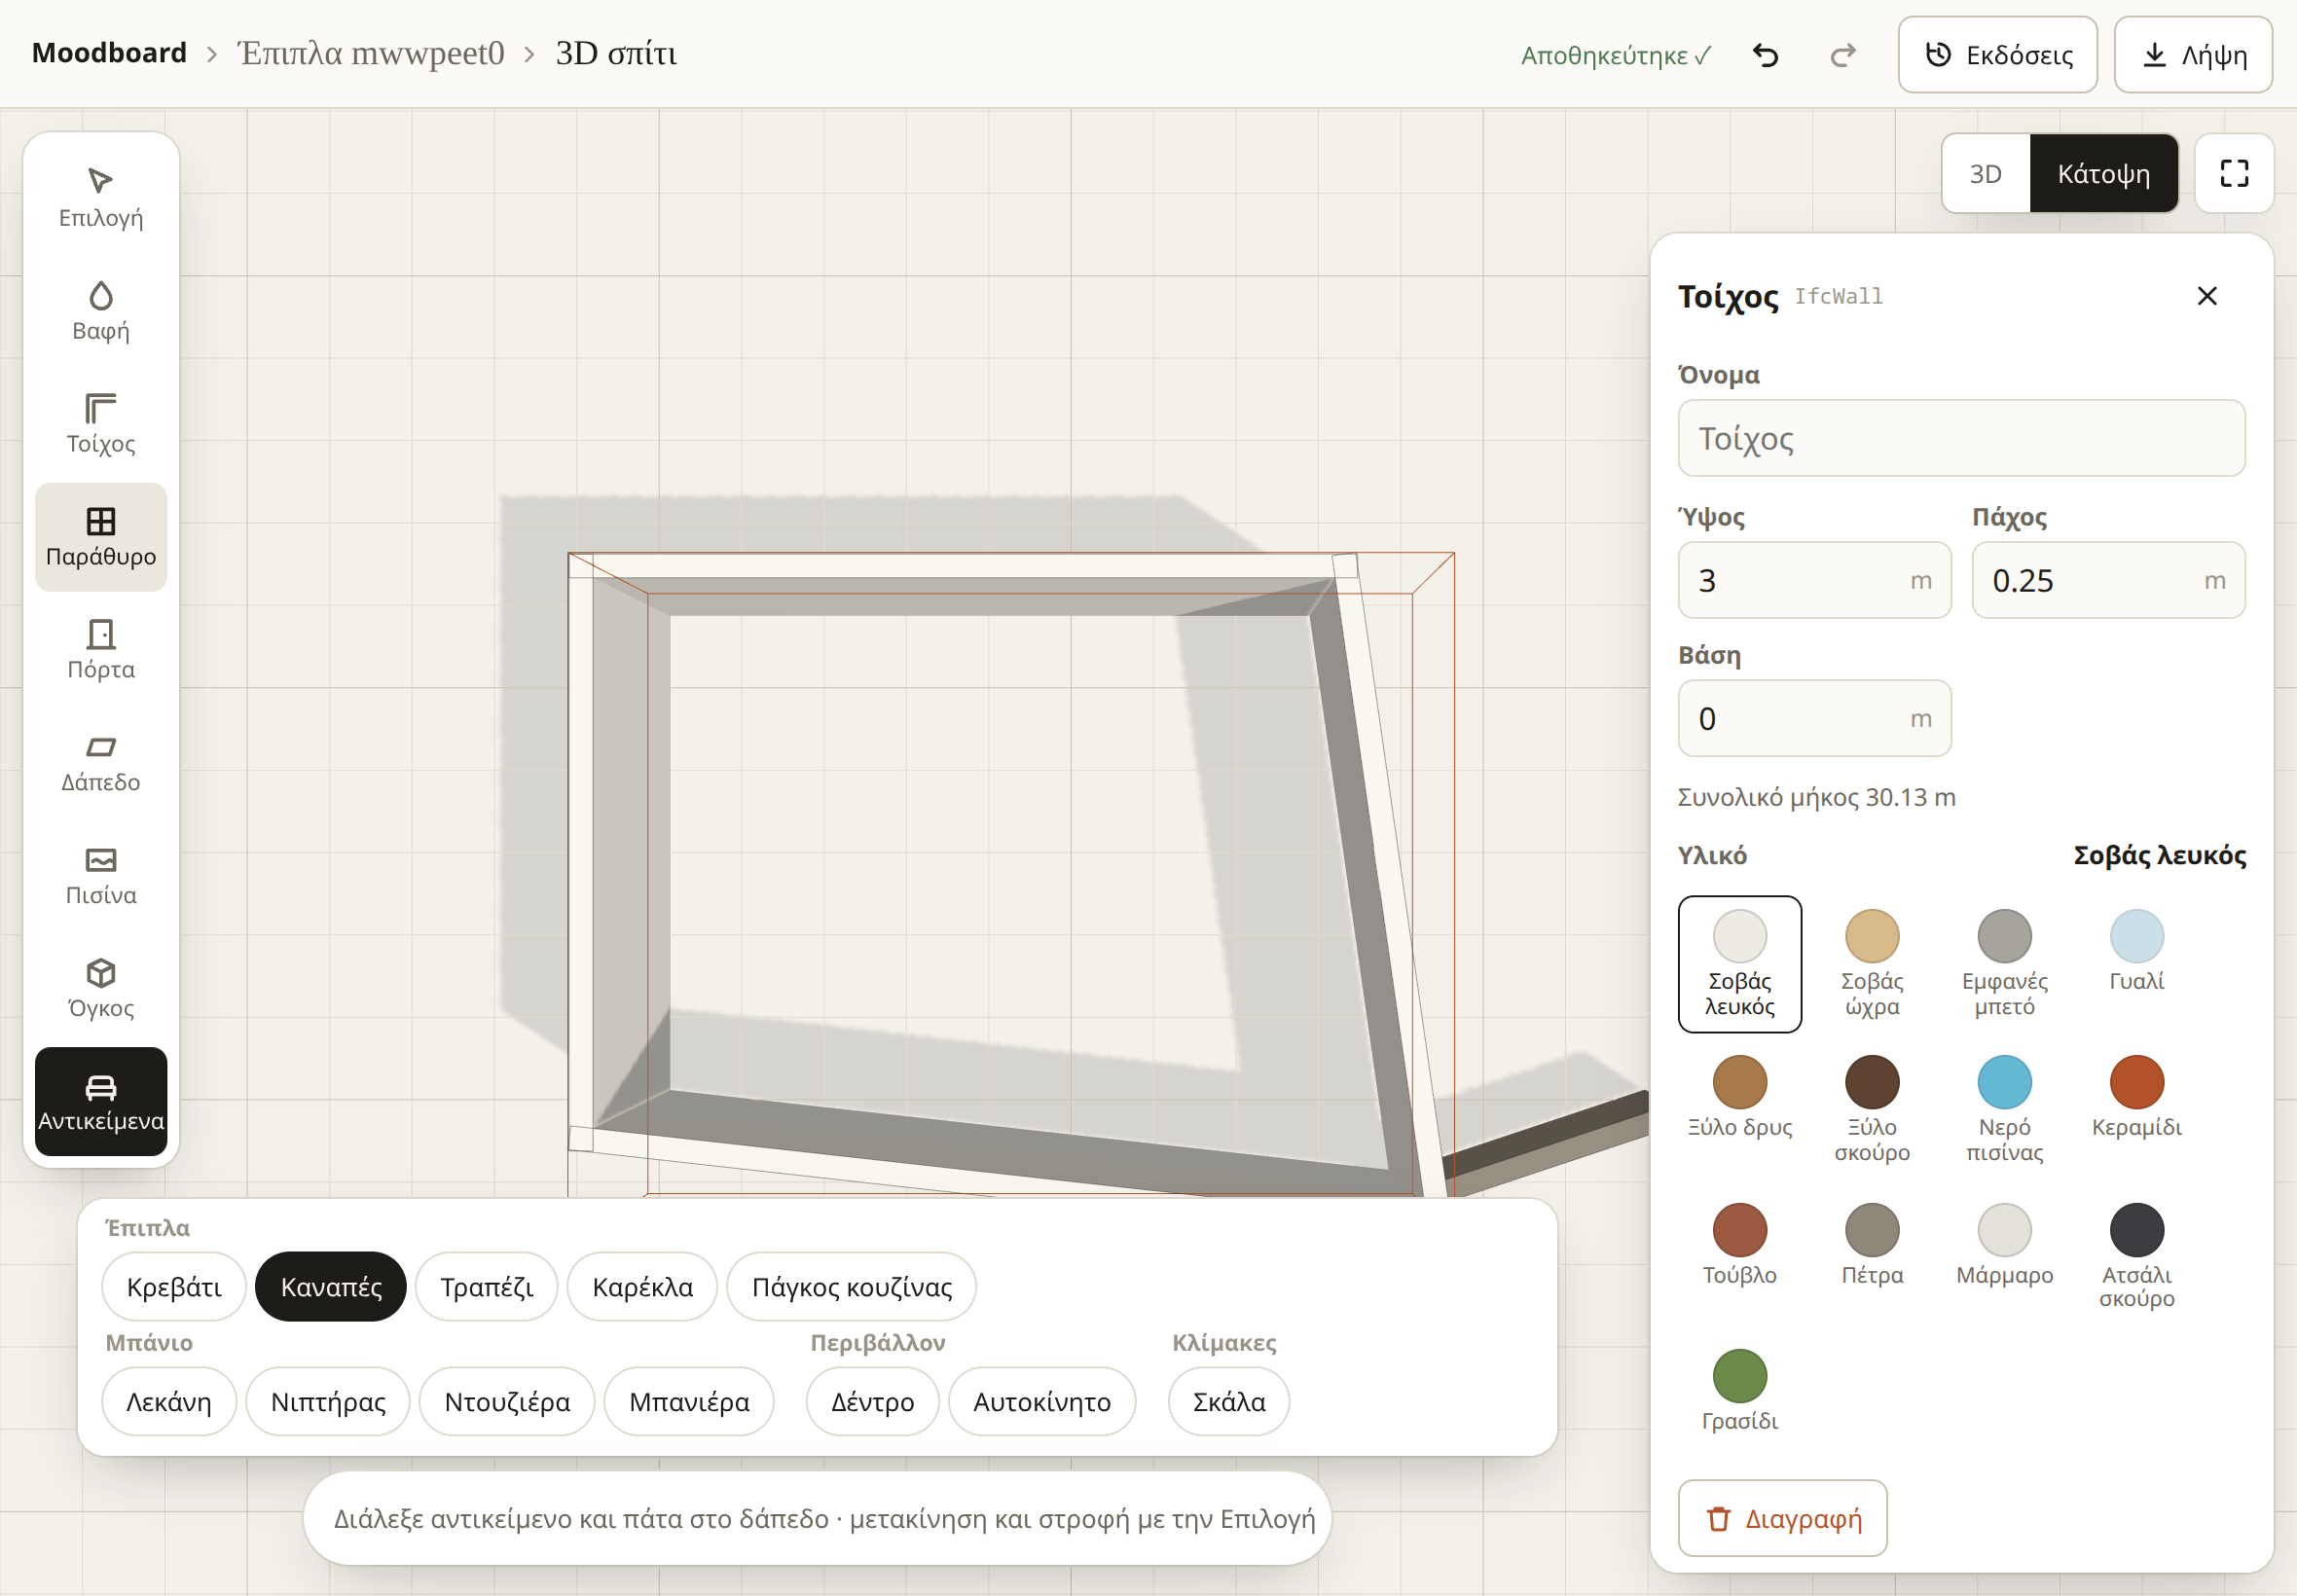 Moodboard > Έπιπλα mwwpeet0 > 3D σπίτι
Αποθηκεύτηκε ✓
Εκδόσεις
Λήψη
3D
Κάτοψη
Επιλογή
Βαφή
Τοίχος
Παράθυρο
Πόρτα
Δάπεδο
Πισίνα
Όγκος
Αντικείμενα
Τοίχος IfcWall
Όνομα
Τοίχος
Ύψος Πάχος
3 m 0.25 m
Βάση
0 m
Συνολικό μήκος 30.13 m
Υλικό Σοβάς λευκός
Σοβάς λευκός
Σοβάς ώχρα
Εμφανές μπετό
Γυαλί
Ξύλο δρυς
Ξύλο σκούρο
Νερό πισίνας
Κεραμίδι
Τούβλο
Πέτρα
Μάρμαρο
Ατσάλι σκούρο
Γρασίδι
Διαγραφή
Έπιπλα
Κρεβάτι Καναπές Τραπέζι Καρέκλα Πάγκος κουζίνας
Μπάνιο Περιβάλλον Κλίμακες
Λεκάνη Νιπτήρας Ντουζιέρα Μπανιέρα Δέντρο Αυτοκίνητο Σκάλα
Διάλεξε αντικείμενο και πάτα στο δάπεδο · μετακίνηση και στροφή με την Επιλογή